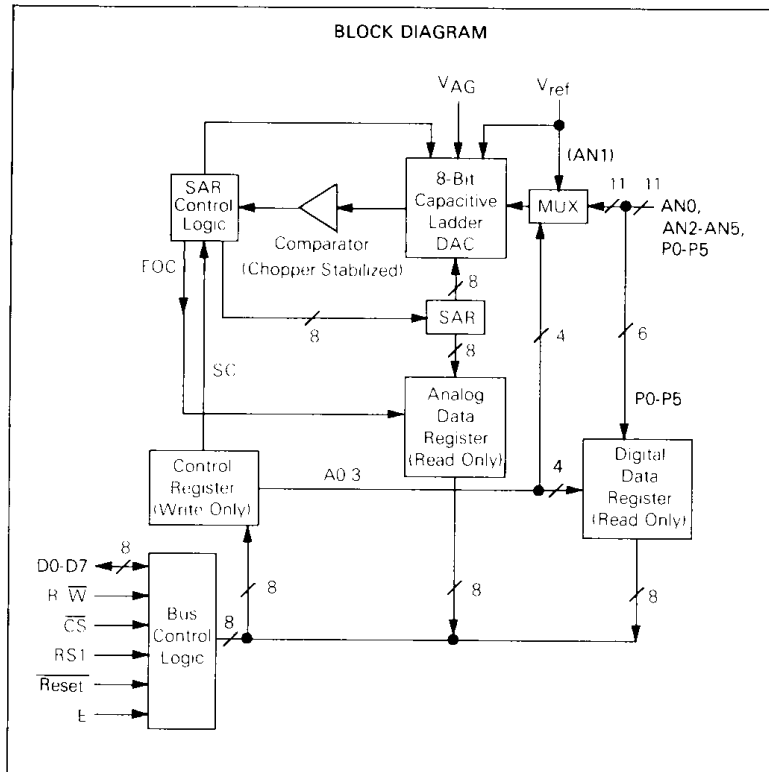 BLOCK DIAGRAM
VAG
Vref
(AN1)
8-Bit
Capacitive
Ladder
DAC
SAR
Control
Logic
MUX
11
11
AN0,
AN2-AN5,
P0-P5
Comparator
(Chopper Stabilized)
8
SAR
8
8
4
6
SC
P0-P5
Analog
Data
Register
(Read Only)
Control
Register
(Write Only)
A0 3
4
Digital
Data
Register
(Read Only)
D0-D7
8
R W
CS
RS1
Reset
E
Bus
Control
Logic
8
8
8
8